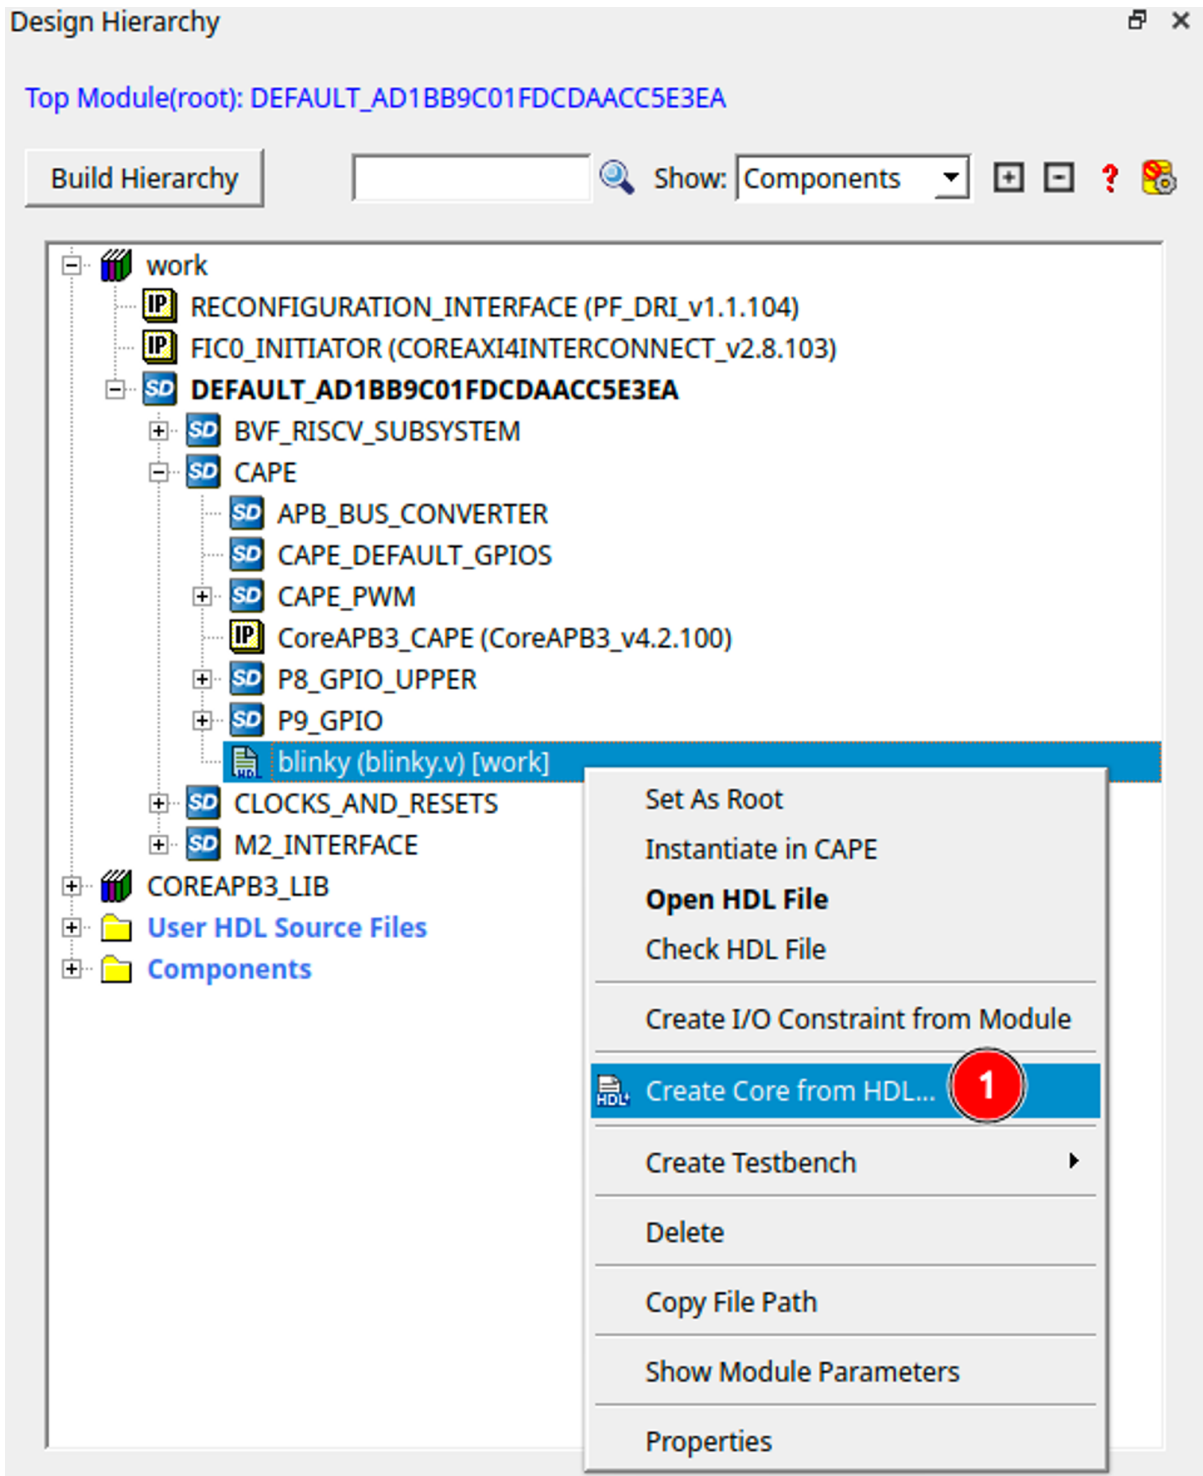 Design Hierarchy
Top Module(root): DEFAULT_AD1BB9C01FDCDAACC5E3EA
Build Hierarchy Show: Components ?
work
IP RECONFIGURATION_INTERFACE (PF_DRI_v1.1.104)
IP FIC0_INITIATOR (COREAXI4INTERCONNECT_v2.8.103)
SD DEFAULT_AD1BB9C01FDCDAACC5E3EA
SD BVF_RISCV_SUBSYSTEM
SD CAPE
SD APB_BUS_CONVERTER
SD CAPE_DEFAULT_GPIOS
SD CAPE_PWM
IP CoreAPB3_CAPE (CoreAPB3_v4.2.100)
SD P8_GPIO_UPPER
SD P9_GPIO
HDL blinky (blinky.v) [work]
SD CLOCKS_AND_RESETS
SD M2_INTERFACE
COREAPB3_LIB
User HDL Source Files
Components
Set As Root
Instantiate in CAPE
Open HDL File
Check HDL File
Create I/O Constraint from Module
HDL+ Create Core from HDL... 1
Create Testbench
Delete
Copy File Path
Show Module Parameters
Properties